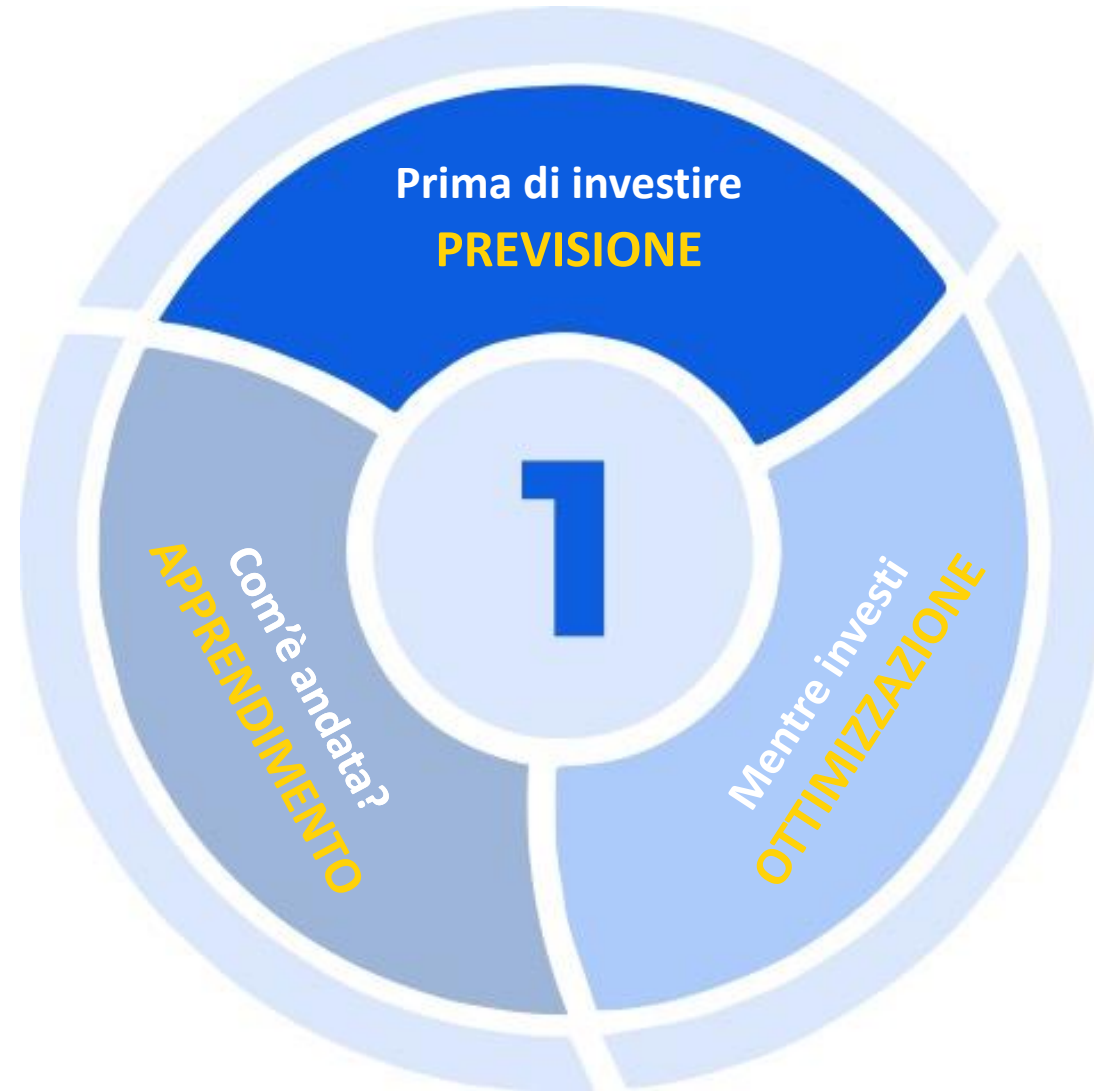 Prima di investire
PREVISIONE
1
Mentre investi
OTTIMIZZAZIONE
Com'è andata?
APPRENDIMENTO